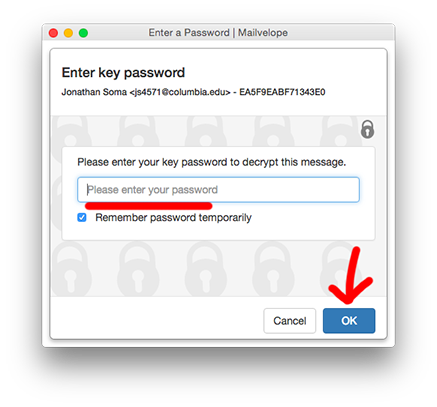 Enter a Password | Mailvelope
Enter key password
Jonathan Soma <js4571@columbia.edu> - EA5F9EABF71343E0
Please enter your key password to decrypt this message.
Please enter your password
Remember password temporarily
Cancel
OK